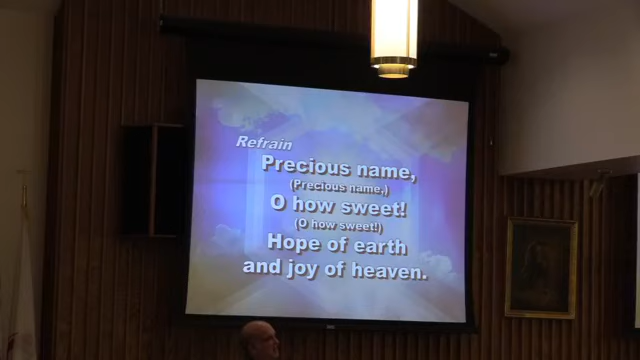 Refrain
Precious name,
(Precious name,)
O how sweet!
(O how sweet!)
Hope of earth
and joy of heaven.